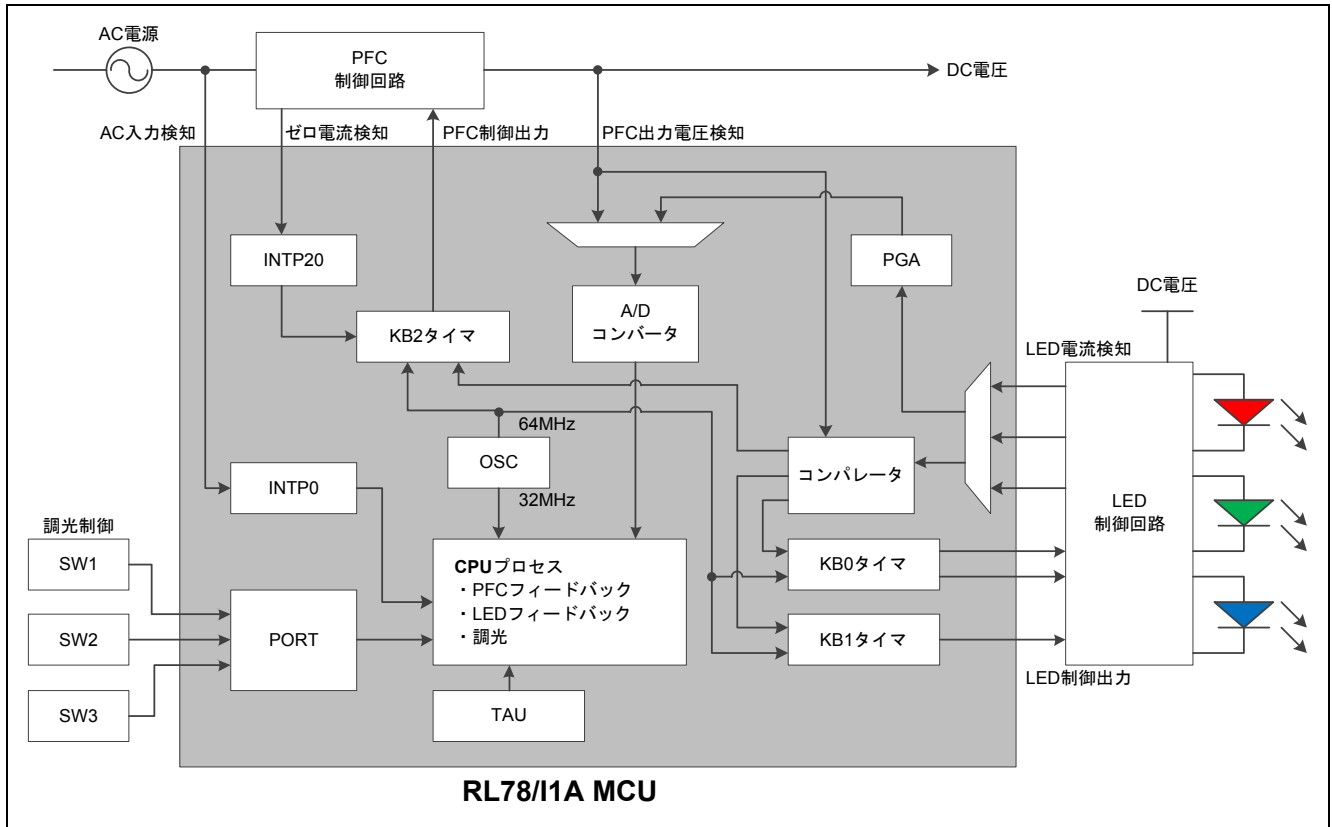 AC電源
PFC
制御回路
DC電圧
AC入力検知
ゼロ電流検知
PFC制御出力
PFC出力電圧検知
INTP20
PGA
KB2タイマ
A/D
コンバータ
DC電圧
LED電流検知
64MHz
OSC
32MHz
コンパレータ
INTP0
LED
制御回路
調光制御
SW1
SW2
SW3
PORT
CPUプロセス
・PFCフィードバック
・LEDフィードバック
・調光
KB0タイマ
KB1タイマ
LED制御出力
TAU
RL78/I1A MCU